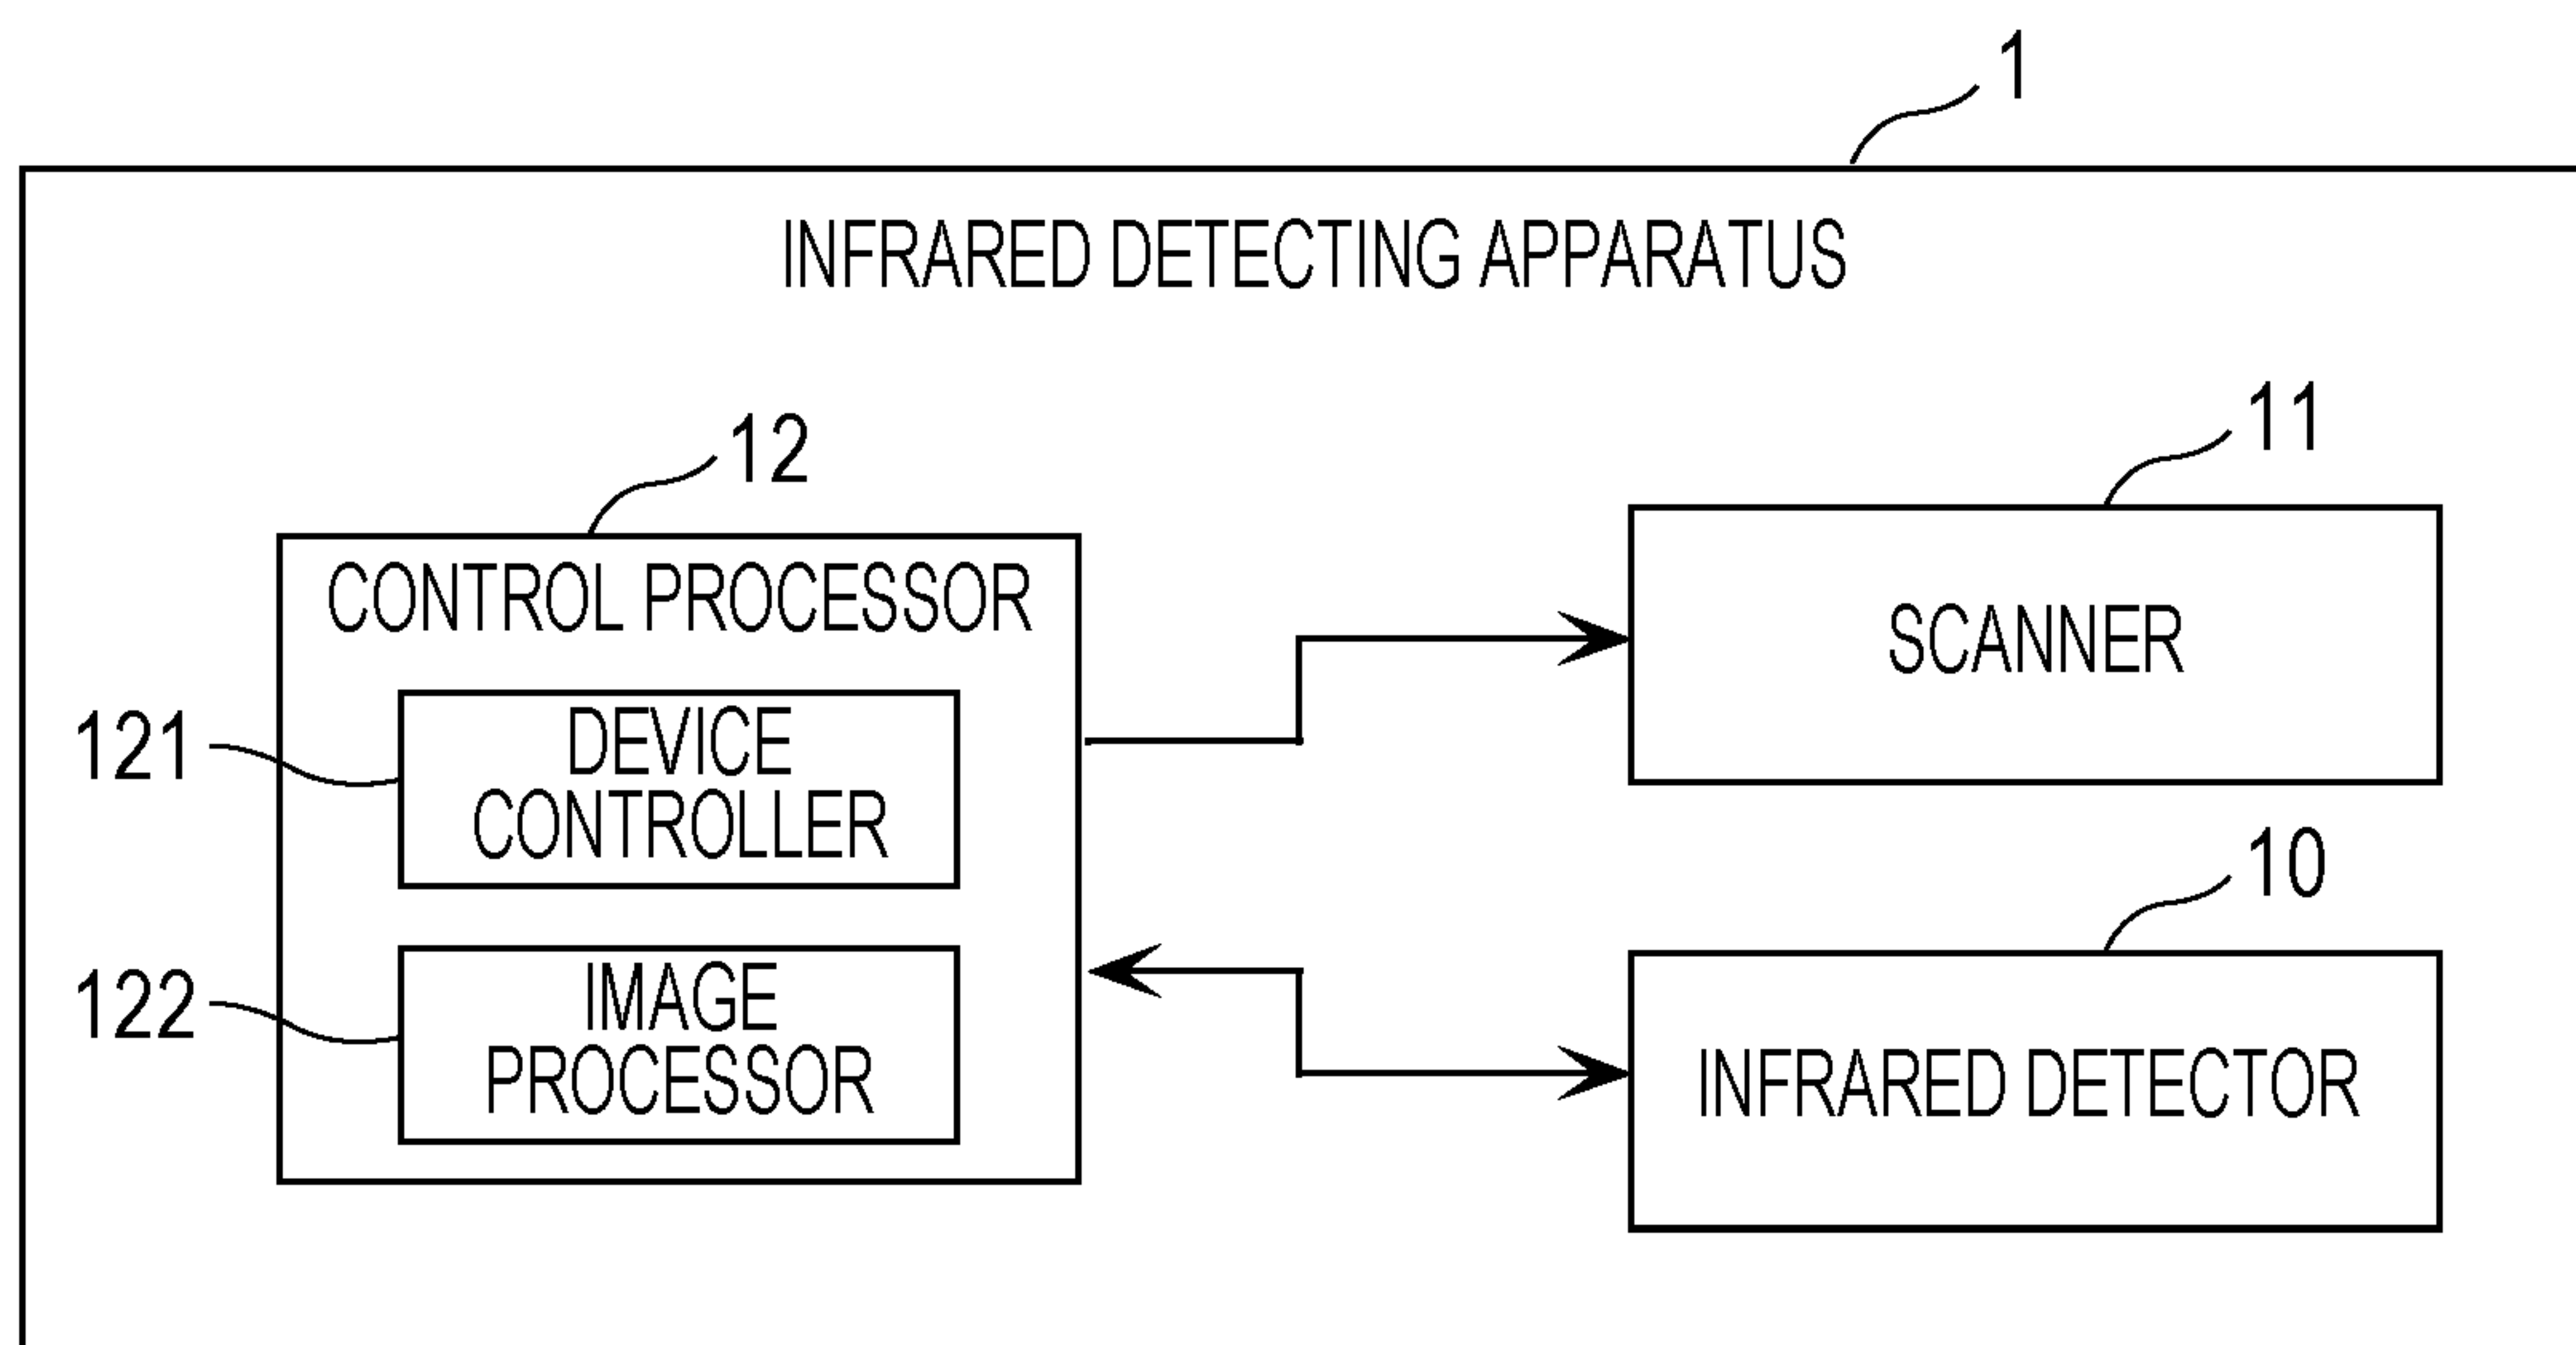 1
INFRARED DETECTING APPARATUS
12
CONTROL PROCESSOR
121
DEVICE
CONTROLLER
122
IMAGE
PROCESSOR
11
SCANNER
10
INFRARED DETECTOR